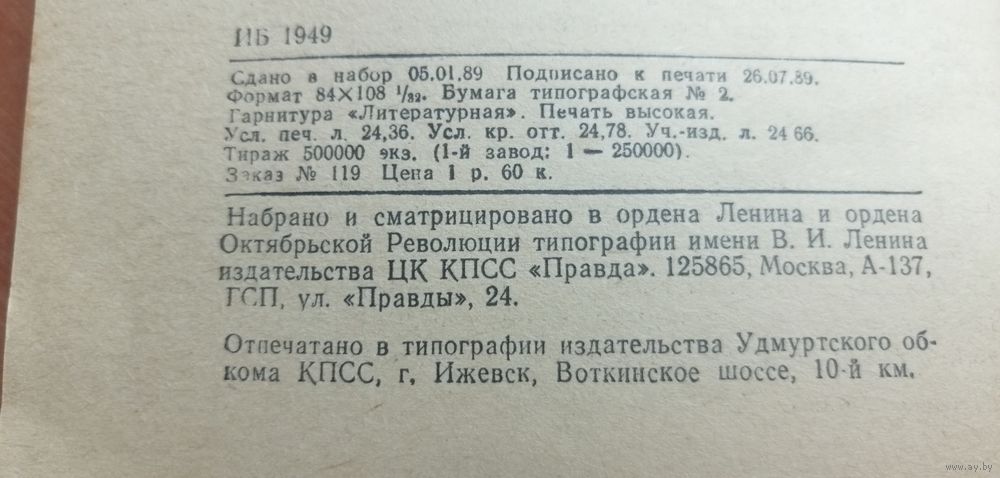 ИБ 1949
Сдано в набор 05.01.89 Подписано к печати 26.07.89.
Формат 84×108 1/32. Бумага типографская № 2.
Гарнитура «Литературная». Печать высокая.
Усл. печ. л. 24,36. Усл. кр. отт. 24,78. Уч.-изд. л. 24 66.
Тираж 500000 экз. (1-й завод: 1 — 250000).
Заказ № 119 Цена 1 р. 60 к.
Набрано и сматрицировано в ордена Ленина и ордена
Октябрьской Революции типографии имени В. И. Ленина
издательства ЦК КПСС «Правда». 125865, Москва, А-137,
ГСП, ул. «Правды», 24.
Отпечатано в типографии издательства Удмуртского об-
кома КПСС, г. Ижевск, Воткинское шоссе, 10-й км.
www.ay.by